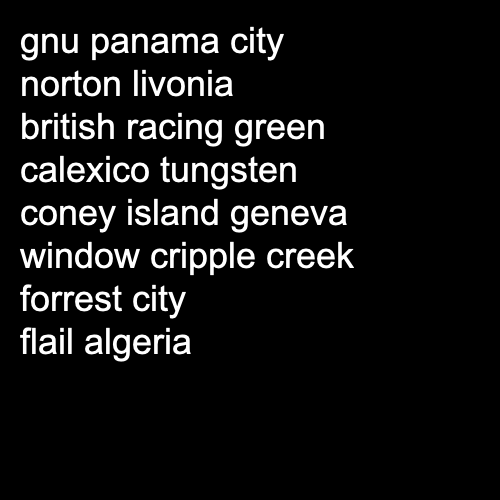 gnu panama city
norton livonia
british racing green
calexico tungsten
coney island geneva
window cripple creek
forrest city
flail algeria